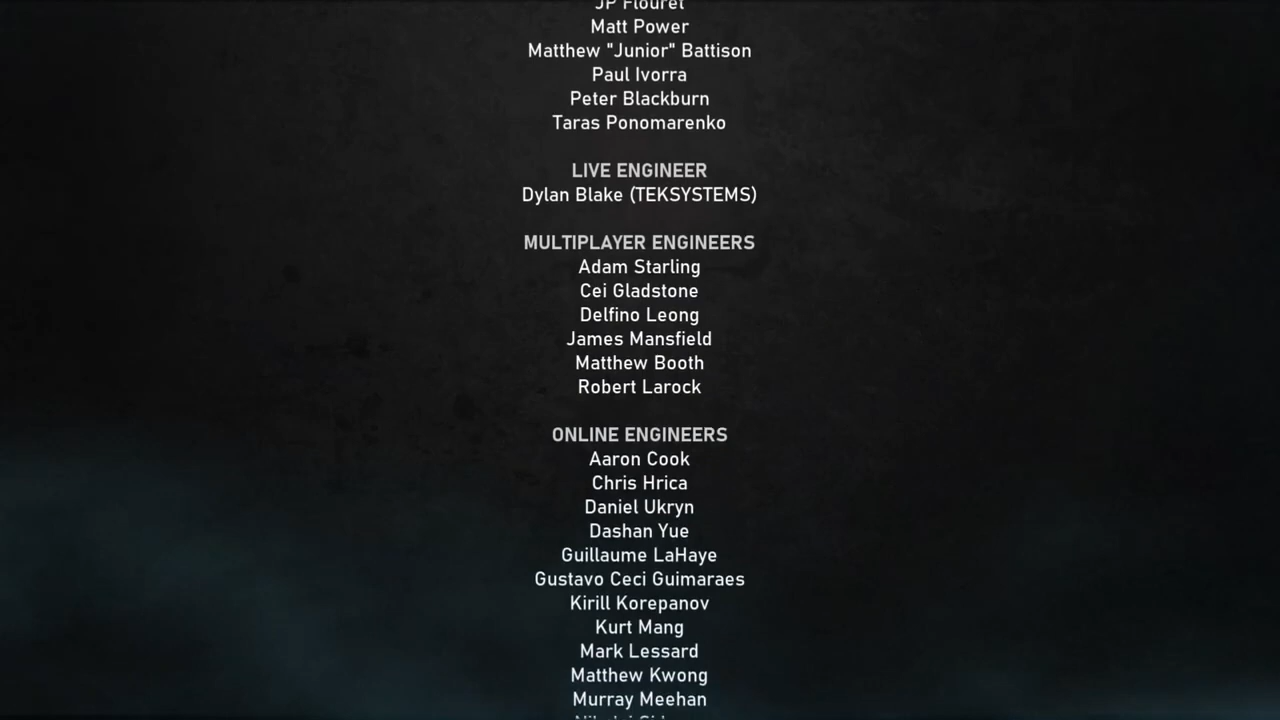 JP Flouret
Matt Power
Matthew "Junior" Battison
Paul Ivorra
Peter Blackburn
Taras Ponomarenko
LIVE ENGINEER
Dylan Blake (TEKSYSTEMS)
MULTIPLAYER ENGINEERS
Adam Starling
Cei Gladstone
Delfino Leong
James Mansfield
Matthew Booth
Robert Larock
ONLINE ENGINEERS
Aaron Cook
Chris Hrica
Daniel Ukryn
Dashan Yue
Guillaume LaHaye
Gustavo Ceci Guimaraes
Kirill Korepanov
Kurt Mang
Mark Lessard
Matthew Kwong
Murray Meehan